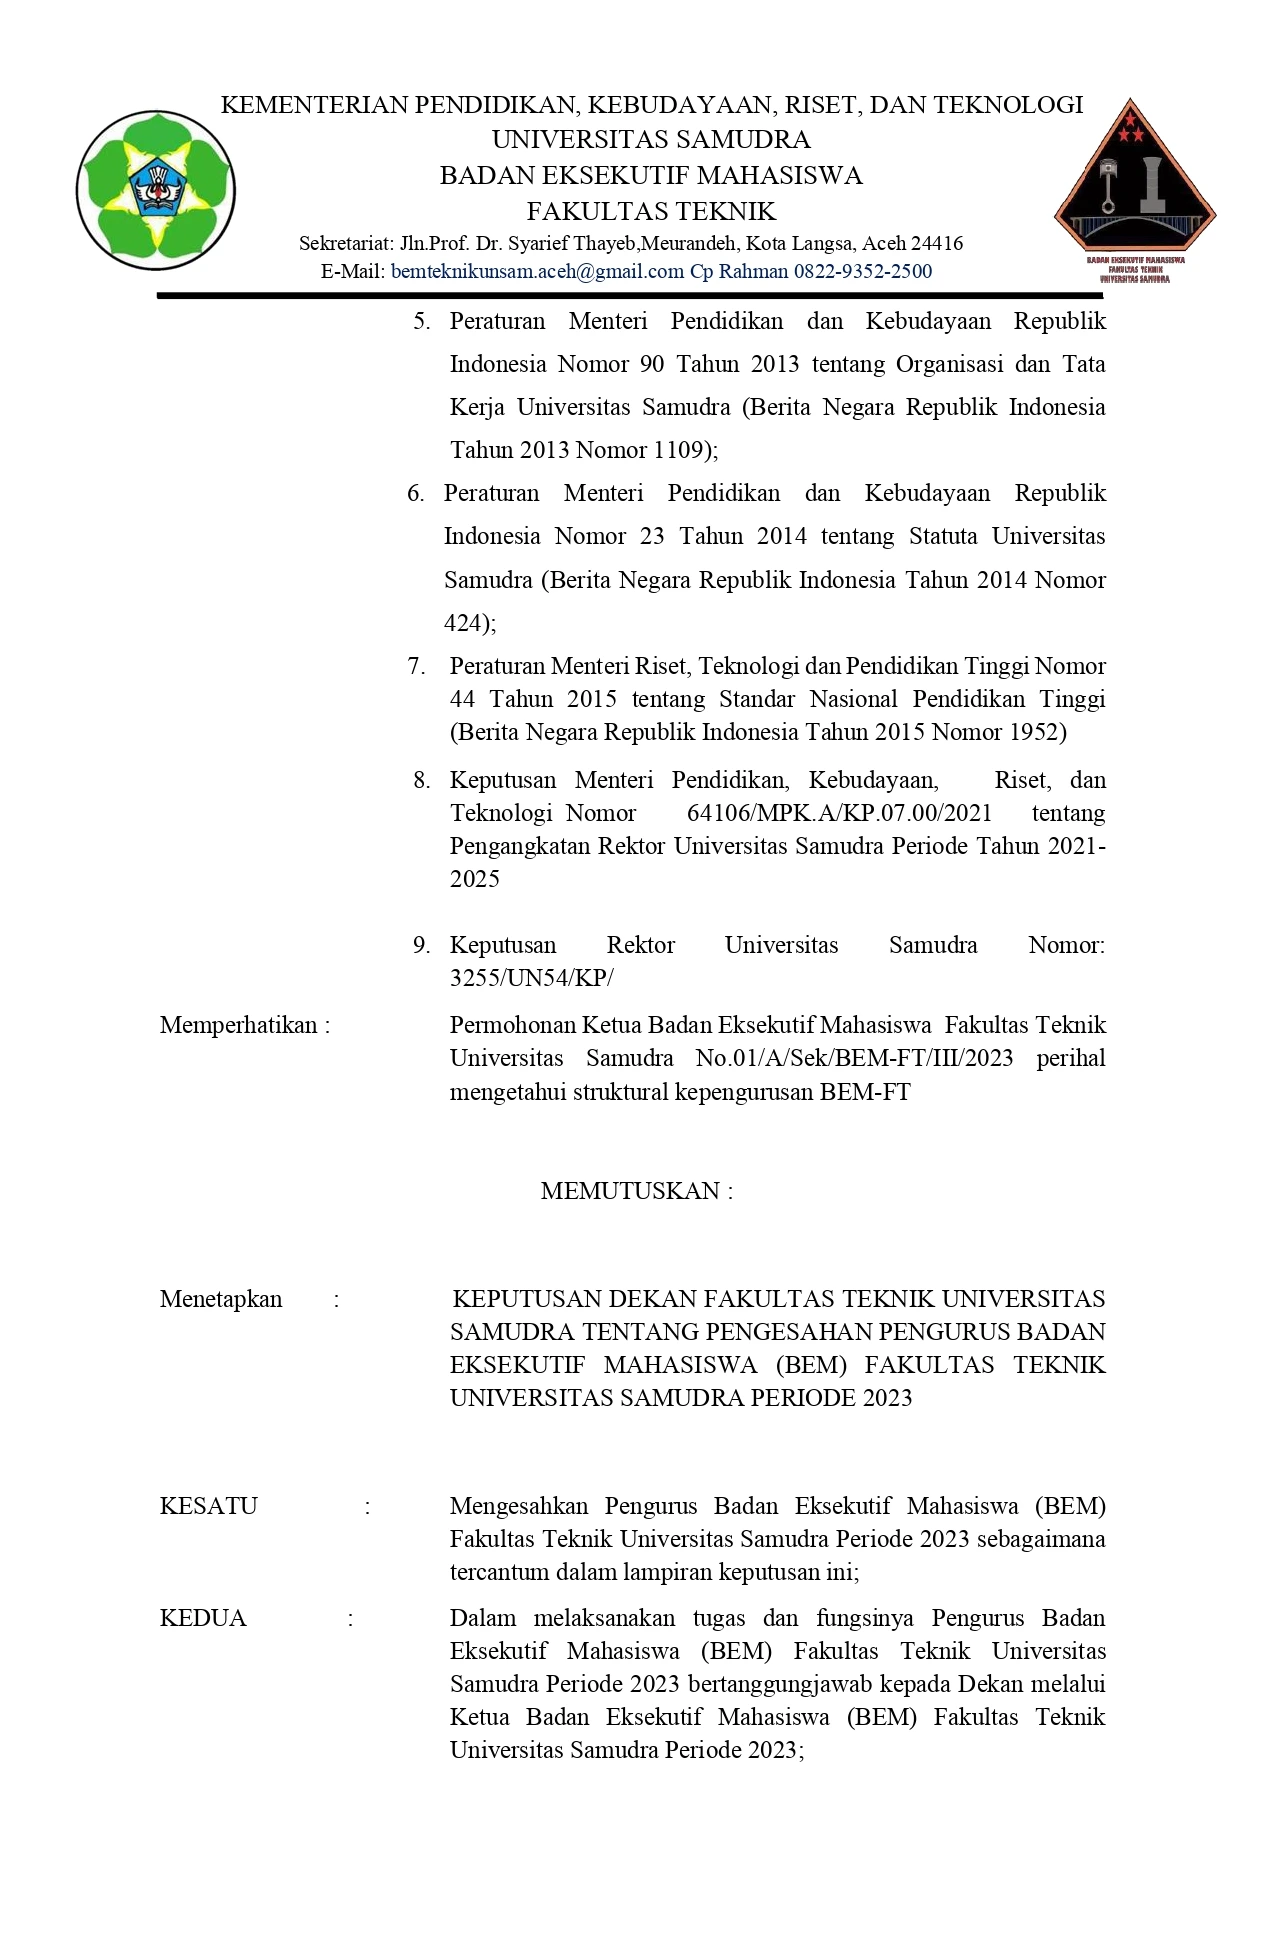 KEMENTERIAN PENDIDIKAN, KEBUDAYAAN, RISET, DAN TEKNOLOGI
UNIVERSITAS SAMUDRA
BADAN EKSEKUTIF MAHASISWA
FAKULTAS TEKNIK
Sekretariat: Jln.Prof. Dr. Syarief Thayeb,Meurandeh, Kota Langsa, Aceh 24416
E-Mail: bemteknikunsam.aceh@gmail.com Cp Rahman 0822-9352-2500
BADAN EKSEKUTIF MAHASISWA
FAKULTAS TEKNIK
UNIVERSITAS SAMUDRA
5. Peraturan Menteri Pendidikan dan Kebudayaan Republik
Indonesia Nomor 90 Tahun 2013 tentang Organisasi dan Tata
Kerja Universitas Samudra (Berita Negara Republik Indonesia
Tahun 2013 Nomor 1109);
6. Peraturan Menteri Pendidikan dan Kebudayaan Republik
Indonesia Nomor 23 Tahun 2014 tentang Statuta Universitas
Samudra (Berita Negara Republik Indonesia Tahun 2014 Nomor
424);
7. Peraturan Menteri Riset, Teknologi dan Pendidikan Tinggi Nomor
44 Tahun 2015 tentang Standar Nasional Pendidikan Tinggi
(Berita Negara Republik Indonesia Tahun 2015 Nomor 1952)
8. Keputusan Menteri Pendidikan, Kebudayaan, Riset, dan
Teknologi Nomor 64106/MPK.A/KP.07.00/2021 tentang
Pengangkatan Rektor Universitas Samudra Periode Tahun 2021-
2025
9. Keputusan Rektor Universitas Samudra Nomor:
3255/UN54/KP/
Memperhatikan : Permohonan Ketua Badan Eksekutif Mahasiswa Fakultas Teknik
Universitas Samudra No.01/A/Sek/BEM-FT/III/2023 perihal
mengetahui struktural kepengurusan BEM-FT
MEMUTUSKAN :
Menetapkan : KEPUTUSAN DEKAN FAKULTAS TEKNIK UNIVERSITAS
SAMUDRA TENTANG PENGESAHAN PENGURUS BADAN
EKSEKUTIF MAHASISWA (BEM) FAKULTAS TEKNIK
UNIVERSITAS SAMUDRA PERIODE 2023
KESATU : Mengesahkan Pengurus Badan Eksekutif Mahasiswa (BEM)
Fakultas Teknik Universitas Samudra Periode 2023 sebagaimana
tercantum dalam lampiran keputusan ini;
KEDUA : Dalam melaksanakan tugas dan fungsinya Pengurus Badan
Eksekutif Mahasiswa (BEM) Fakultas Teknik Universitas
Samudra Periode 2023 bertanggungjawab kepada Dekan melalui
Ketua Badan Eksekutif Mahasiswa (BEM) Fakultas Teknik
Universitas Samudra Periode 2023;